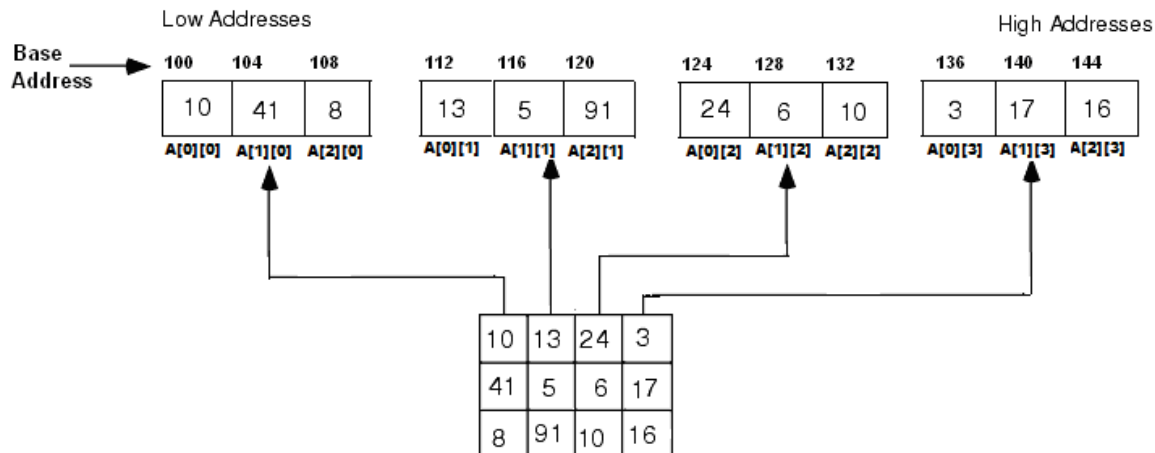 Low Addresses
High Addresses
Base
Address
100 104 108 112 116 120 124 128 132 136 140 144
10 41 8 13 5 91 24 6 10 3 17 16
A[0][0] A[1][0] A[2][0] A[0][1] A[1][1] A[2][1] A[0][2] A[1][2] A[2][2] A[0][3] A[1][3] A[2][3]
10 13 24 3
41 5 6 17
8 91 10 16